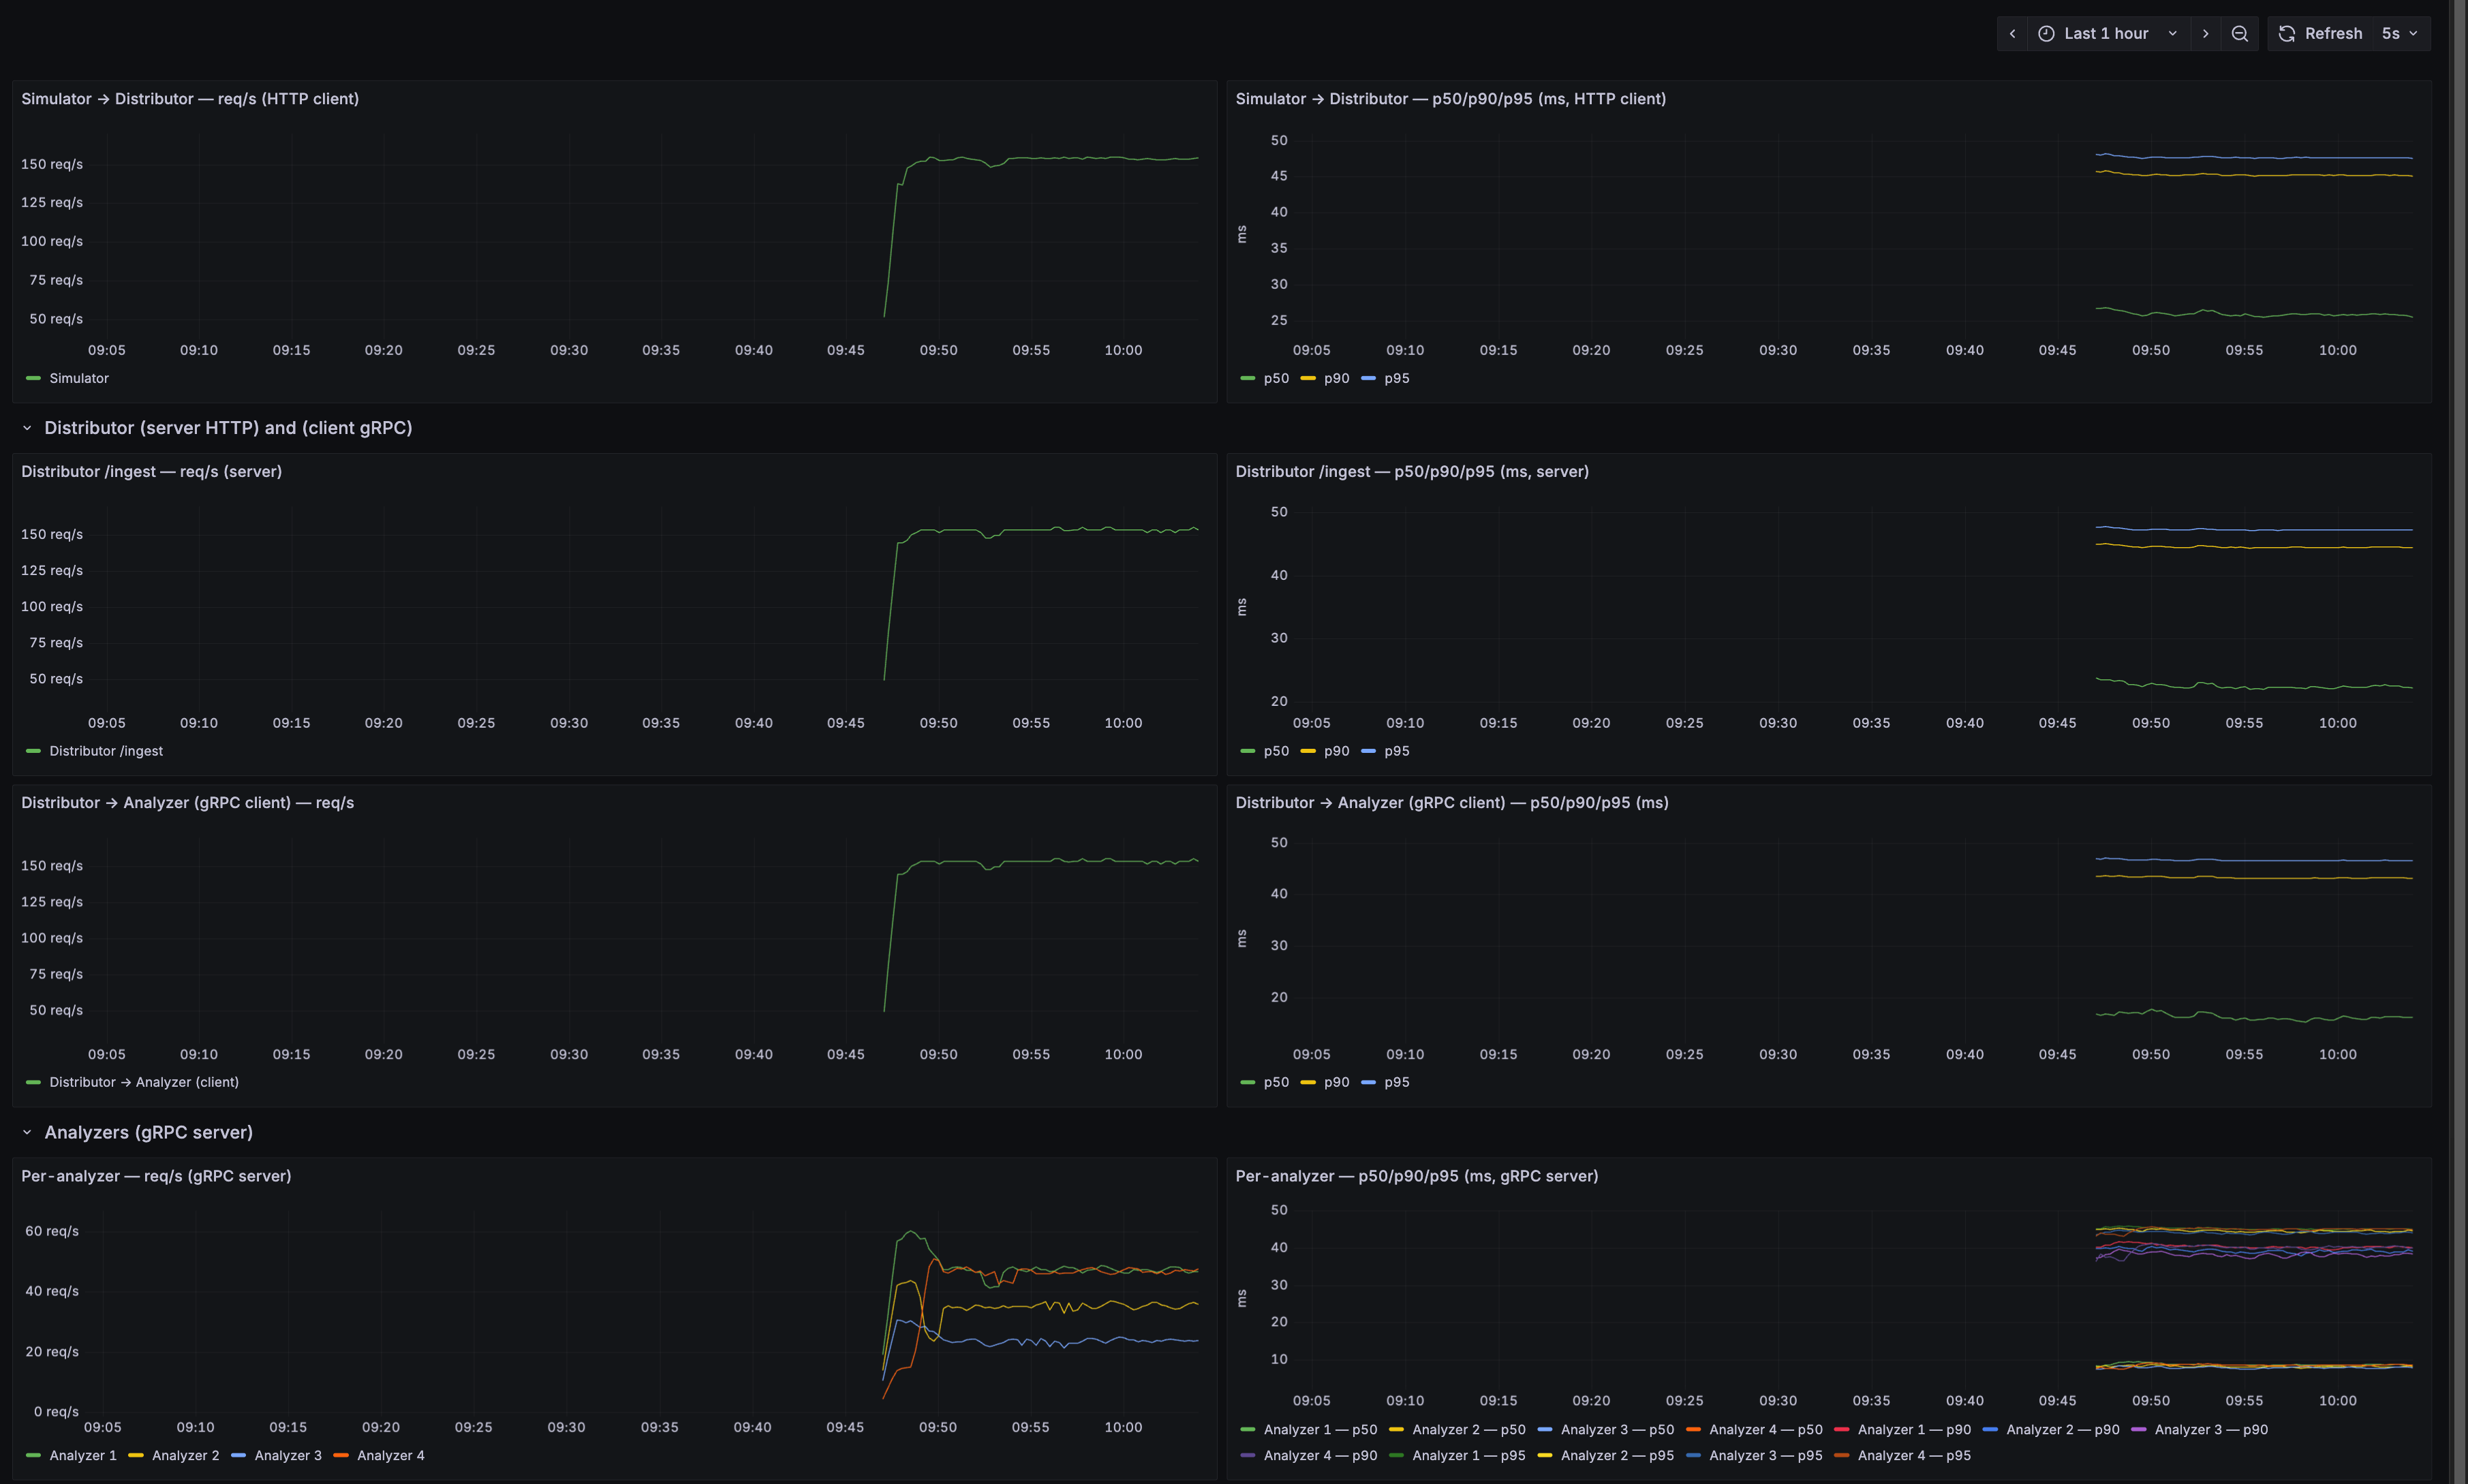 Last 1 hour Refresh 5s
Simulator → Distributor — req/s (HTTP client)
150 req/s
125 req/s
100 req/s
75 req/s
50 req/s
09:05 09:10 09:15 09:20 09:25 09:30 09:35 09:40 09:45 09:50 09:55 10:00
Simulator
Simulator → Distributor — p50/p90/p95 (ms, HTTP client)
ms
50
45
40
35
30
25
09:05 09:10 09:15 09:20 09:25 09:30 09:35 09:40 09:45 09:50 09:55 10:00
p50 p90 p95
Distributor (server HTTP) and (client gRPC)
Distributor /ingest — req/s (server)
150 req/s
125 req/s
100 req/s
75 req/s
50 req/s
09:05 09:10 09:15 09:20 09:25 09:30 09:35 09:40 09:45 09:50 09:55 10:00
Distributor /ingest
Distributor /ingest — p50/p90/p95 (ms, server)
ms
50
40
30
20
09:05 09:10 09:15 09:20 09:25 09:30 09:35 09:40 09:45 09:50 09:55 10:00
p50 p90 p95
Distributor → Analyzer (gRPC client) — req/s
150 req/s
125 req/s
100 req/s
75 req/s
50 req/s
09:05 09:10 09:15 09:20 09:25 09:30 09:35 09:40 09:45 09:50 09:55 10:00
Distributor → Analyzer (client)
Distributor → Analyzer (gRPC client) — p50/p90/p95 (ms)
ms
50
40
30
20
09:05 09:10 09:15 09:20 09:25 09:30 09:35 09:40 09:45 09:50 09:55 10:00
p50 p90 p95
Analyzers (gRPC server)
Per-analyzer — req/s (gRPC server)
60 req/s
40 req/s
20 req/s
0 req/s
09:05 09:10 09:15 09:20 09:25 09:30 09:35 09:40 09:45 09:50 09:55 10:00
Analyzer 1 Analyzer 2 Analyzer 3 Analyzer 4
Per-analyzer — p50/p90/p95 (ms, gRPC server)
ms
50
40
30
20
10
09:05 09:10 09:15 09:20 09:25 09:30 09:35 09:40 09:45 09:50 09:55 10:00
Analyzer 1 — p50 Analyzer 2 — p50 Analyzer 3 — p50 Analyzer 4 — p50 Analyzer 1 — p90 Analyzer 2 — p90 Analyzer 3 — p90
Analyzer 4 — p90 Analyzer 1 — p95 Analyzer 2 — p95 Analyzer 3 — p95 Analyzer 4 — p95